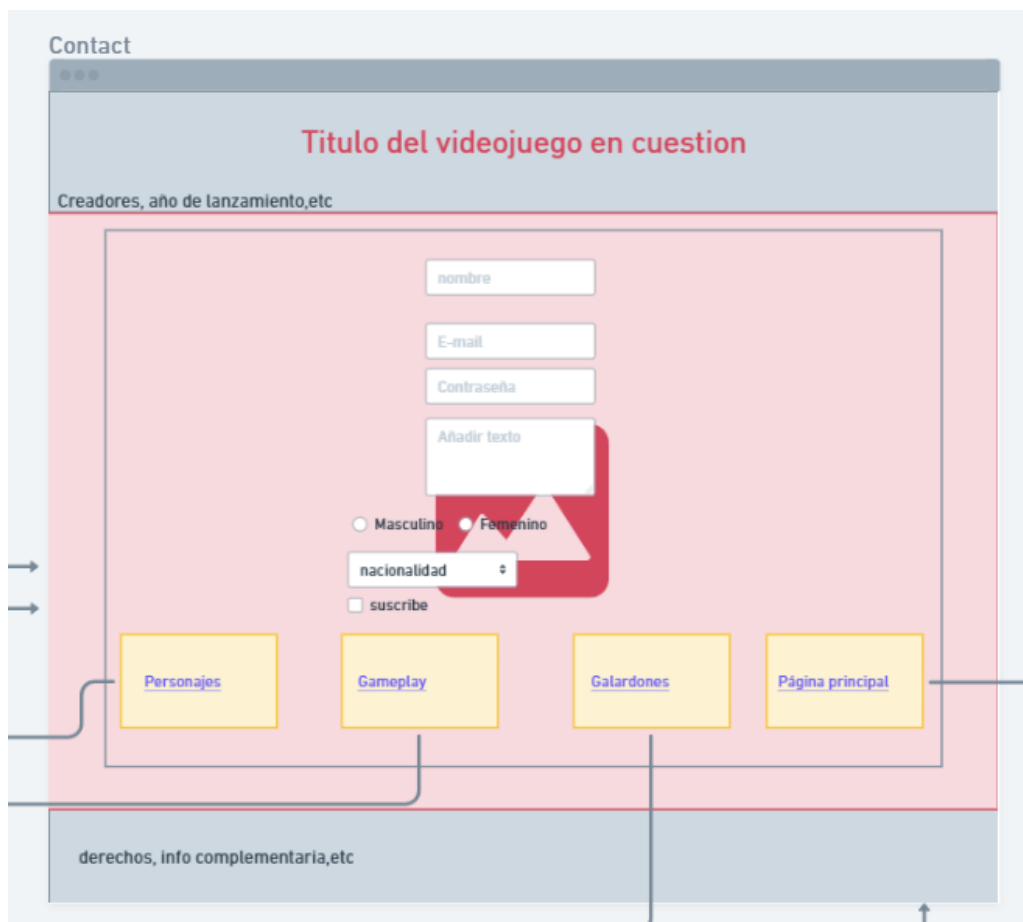 Contact
Titulo del videojuego en cuestion
Creadores, año de lanzamiento,etc
nombre
E-mail
Contraseña
Añadir texto
Masculino Femenino
nacionalidad
suscribe
Personajes Gameplay Galardones Página principal
derechos, info complementaria,etc